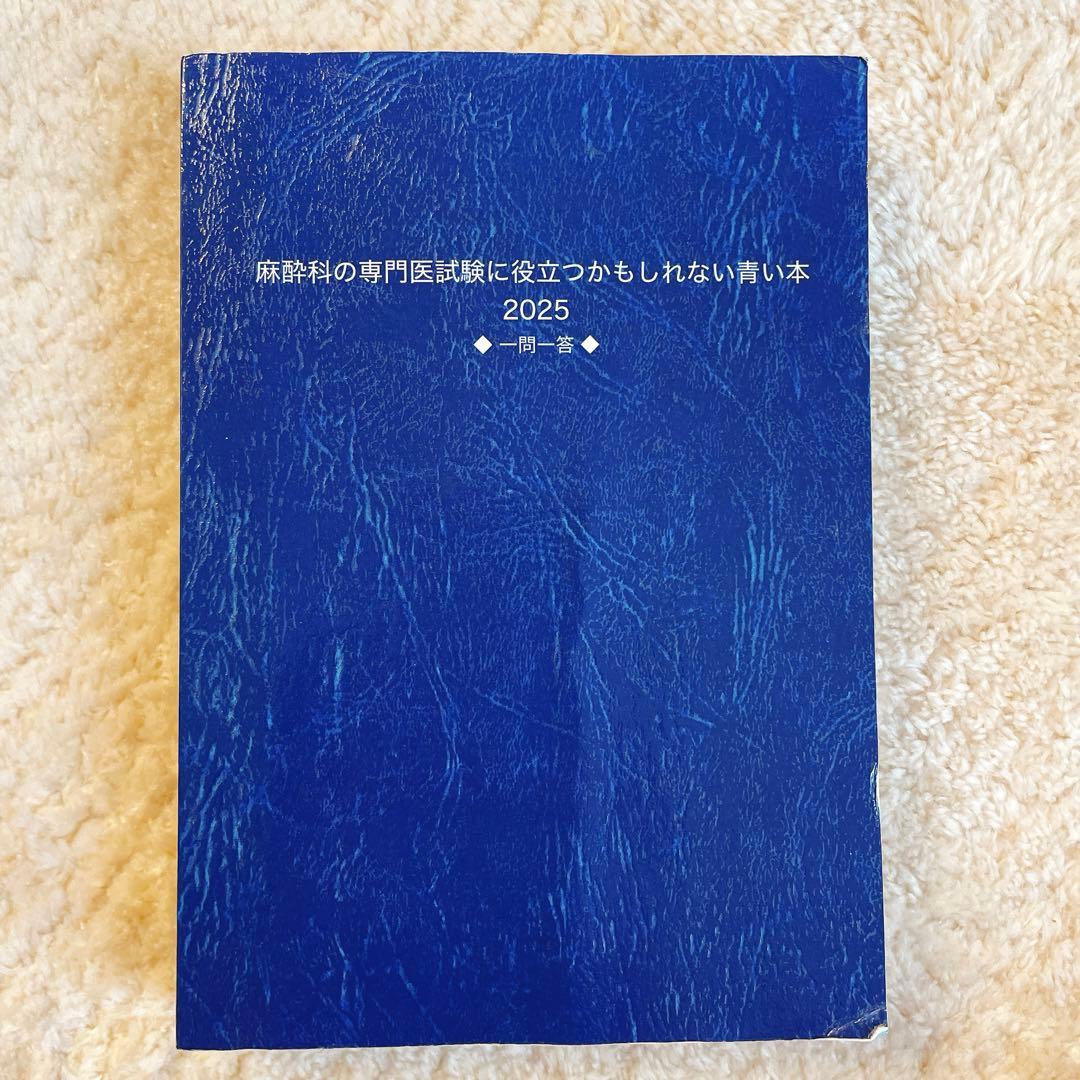 麻酔科の専門医試験に役立つかもしれない青い本
2025
◆ 一問一答 ◆